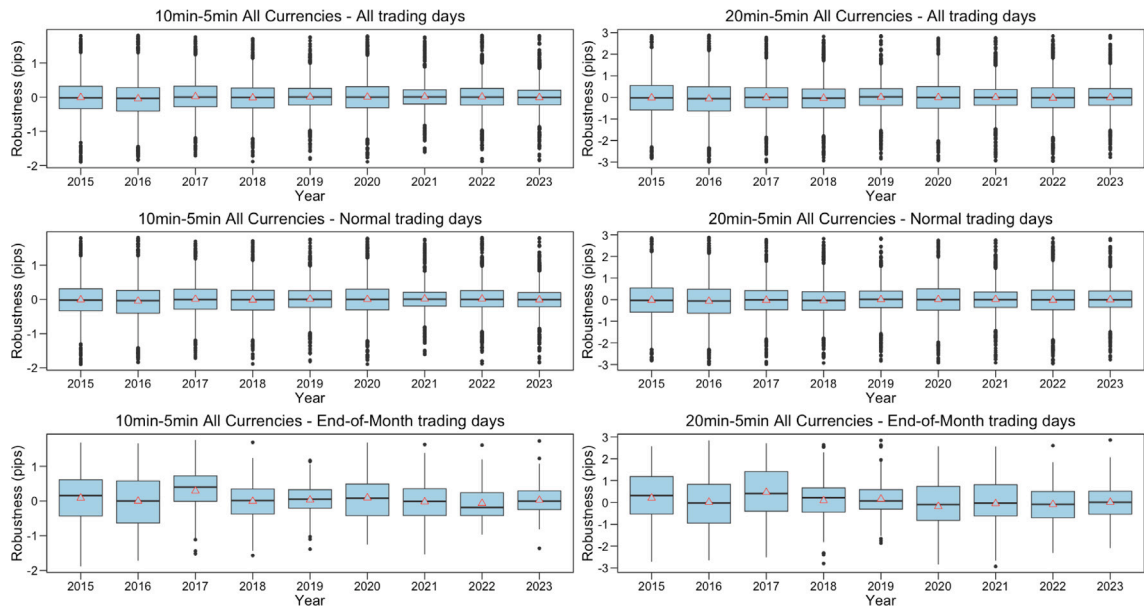 10min-5min All Currencies - All trading days
Robustness (pips)
1
0
-1
-2
2015 2016 2017 2018 2019 2020 2021 2022 2023
Year
20min-5min All Currencies - All trading days
Robustness (pips)
3
2
1
0
-1
-2
-3
2015 2016 2017 2018 2019 2020 2021 2022 2023
Year
10min-5min All Currencies - Normal trading days
Robustness (pips)
1
0
-1
-2
2015 2016 2017 2018 2019 2020 2021 2022 2023
Year
20min-5min All Currencies - Normal trading days
Robustness (pips)
3
2
1
0
-1
-2
-3
2015 2016 2017 2018 2019 2020 2021 2022 2023
Year
10min-5min All Currencies - End-of-Month trading days
Robustness (pips)
1
0
-1
-2
2015 2016 2017 2018 2019 2020 2021 2022 2023
Year
20min-5min All Currencies - End-of-Month trading days
Robustness (pips)
3
2
1
0
-1
-2
-3
2015 2016 2017 2018 2019 2020 2021 2022 2023
Year